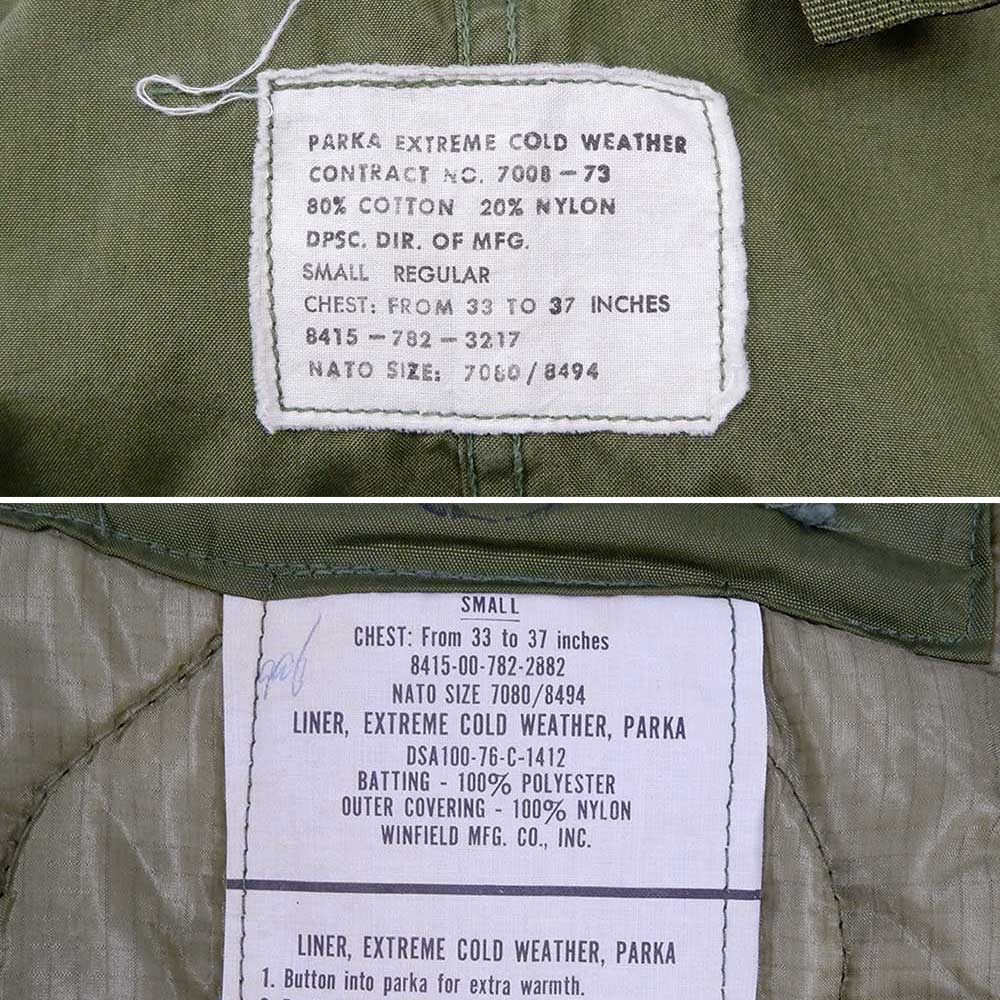 PARKA EXTREME COLD WEATHER
CONTRACT NO. 7008-73
80% COTTON 20% NYLON
DPSC. DIR. OF MFG.
SMALL REGULAR
CHEST: FROM 33 TO 37 INCHES
8415-782-3217
NATO SIZE: 7080/8494
SMALL
CHEST: From 33 to 37 inches
8415-00-782-2882
NATO SIZE 7080/8494
LINER, EXTREME COLD WEATHER, PARKA
DSA100-76-C-1412
BATTING - 100% POLYESTER
OUTER COVERING - 100% NYLON
WINFIELD MFG. CO., INC.
LINER, EXTREME COLD WEATHER, PARKA
1. Button into parka for extra warmth.